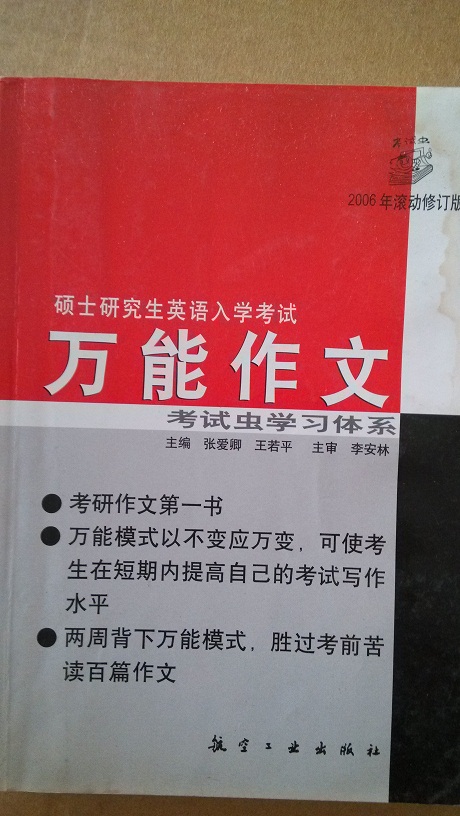 考试虫
2006年滚动修订版
硕士研究生英语入学考试
万能作文
考试虫学习体系
主编 张爱卿 王若平 主审 李安林
● 考研作文第一书
● 万能模式以不变应万变，可使考
生在短期内提高自己的考试写作
水平
● 两周背下万能模式，胜过考前苦
读百篇作文
航空工业出版社